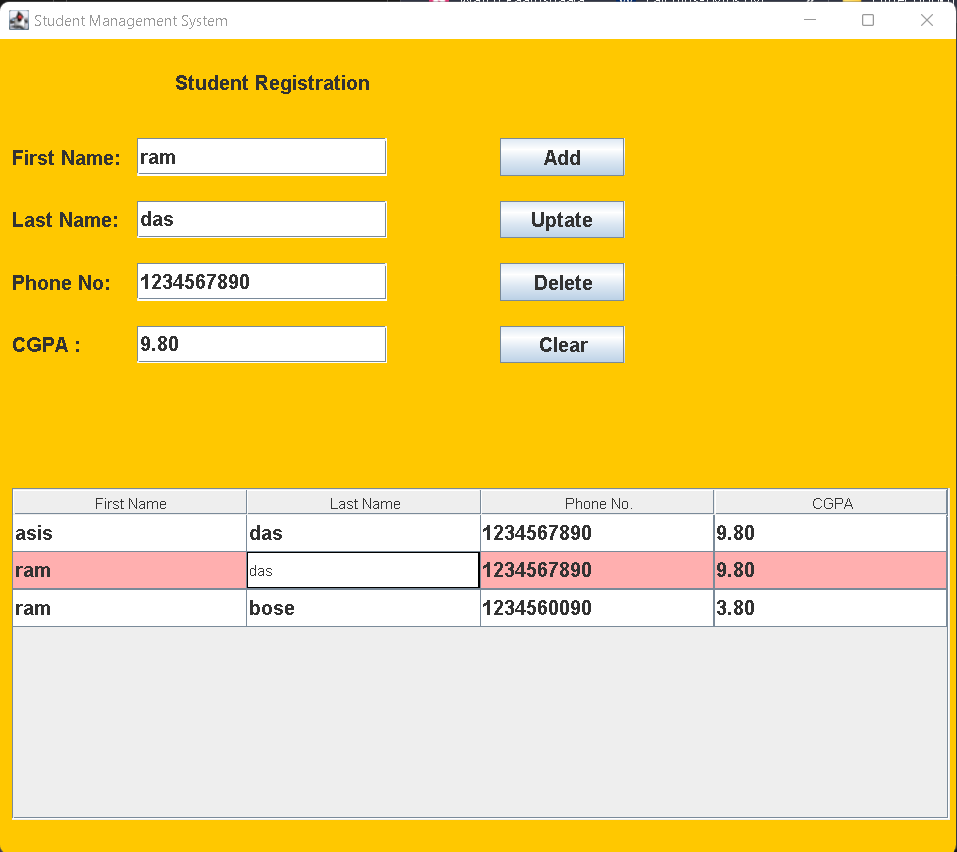 Student Management System
Student Registration
First Name: ram Add
Last Name: das Uptate
Phone No: 1234567890 Delete
CGPA : 9.80 Clear
First Name Last Name Phone No. CGPA
asis das 1234567890 9.80
ram das 1234567890 9.80
ram bose 1234560090 3.80